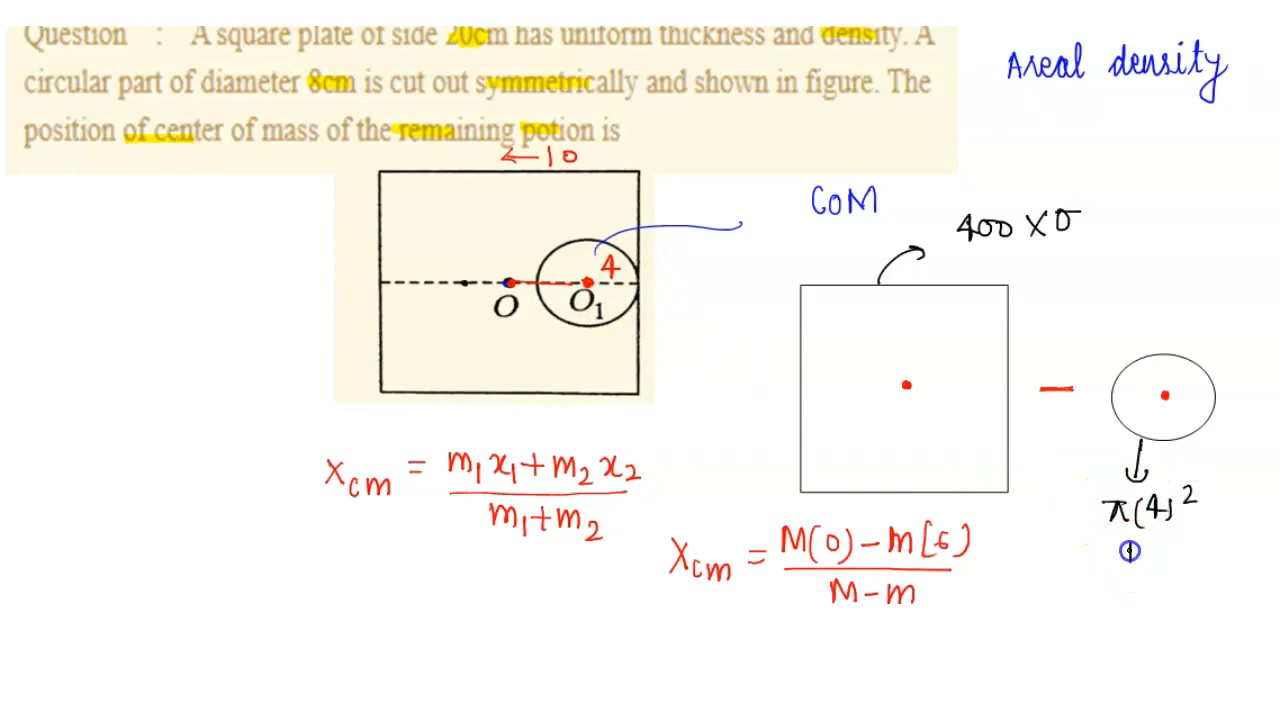 Question : A square plate of side 20cm has uniform thickness and density. A
circular part of diameter 8cm is cut out symmetrically and shown in figure. The
position of center of mass of the remaining potion is
Areal density
← 10
COM
400 × σ
4
O
O₁
−
Xcm = m₁x₁ + m₂x₂
m₁ + m₂
π(4)²
Xcm = M(0) − m[6)
M − m